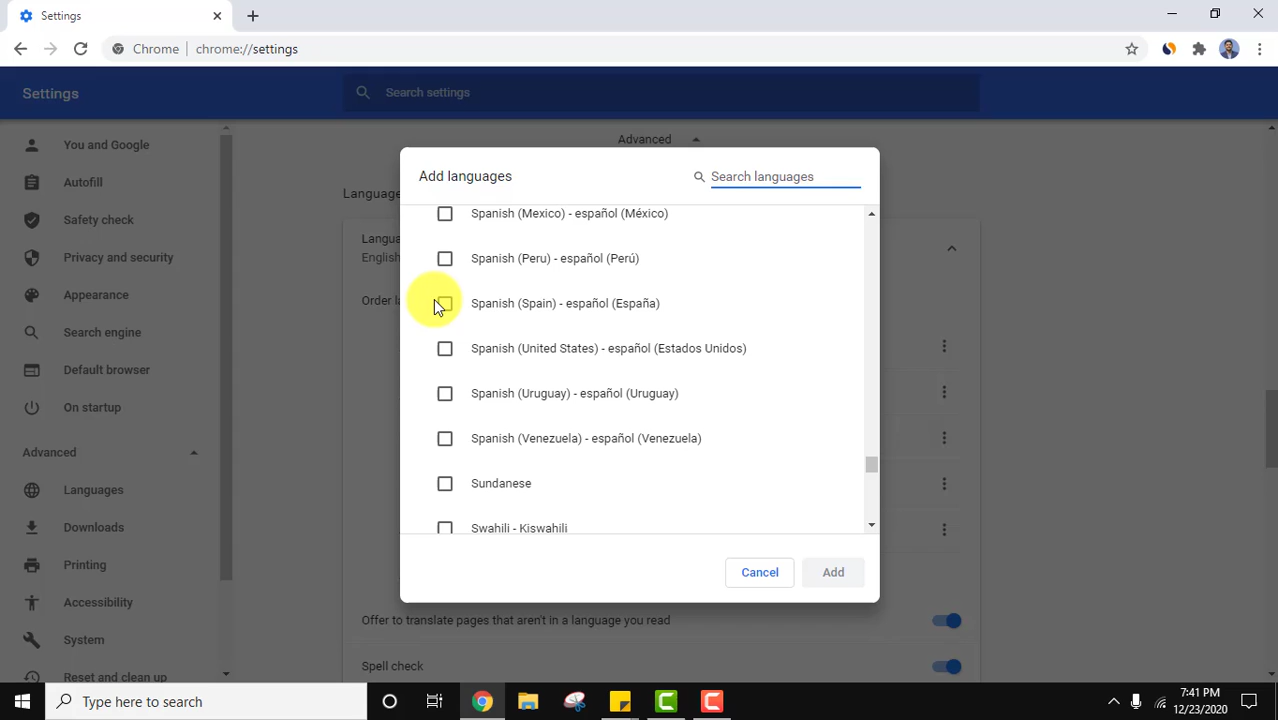 Settings
Chrome
chrome://settings
Settings
Search settings
You and Google
Autofill
Safety check
Privacy and security
Appearance
Search engine
Default browser
On startup
Advanced
Languages
Downloads
Printing
Accessibility
System
Reset and clean up
Advanced
English
Add languages
Search languages
Spanish (Mexico) - español (México)
Spanish (Peru) - español (Perú)
Spanish (Spain) - español (España)
Spanish (United States) - español (Estados Unidos)
Spanish (Uruguay) - español (Uruguay)
Spanish (Venezuela) - español (Venezuela)
Sundanese
Swahili - Kiswahili
Cancel
Add
Offer to translate pages that aren't in a language you read
Spell check
Type here to search
7:41 PM
12/23/2020